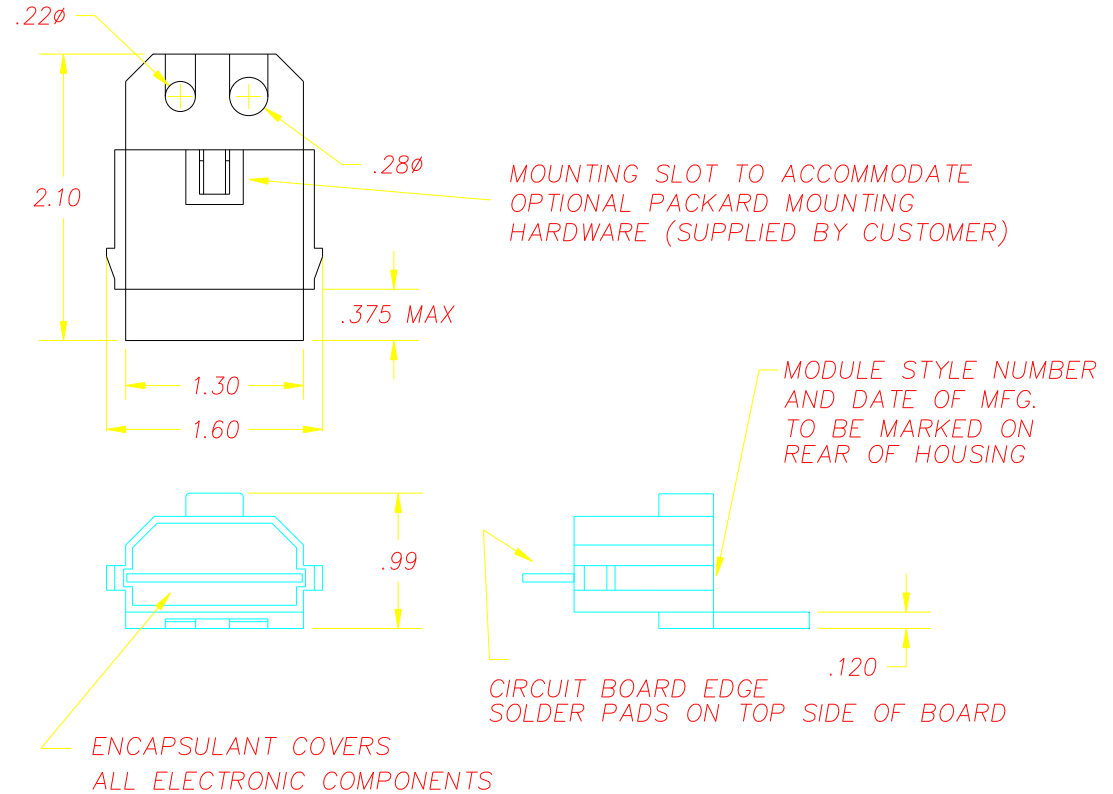 .22ø
2.10
.28ø
MOUNTING SLOT TO ACCOMMODATE
OPTIONAL PACKARD MOUNTING
HARDWARE (SUPPLIED BY CUSTOMER)
.375 MAX
1.30
1.60
MODULE STYLE NUMBER
AND DATE OF MFG.
TO BE MARKED ON
REAR OF HOUSING
.99
.120
CIRCUIT BOARD EDGE
SOLDER PADS ON TOP SIDE OF BOARD
ENCAPSULANT COVERS
ALL ELECTRONIC COMPONENTS